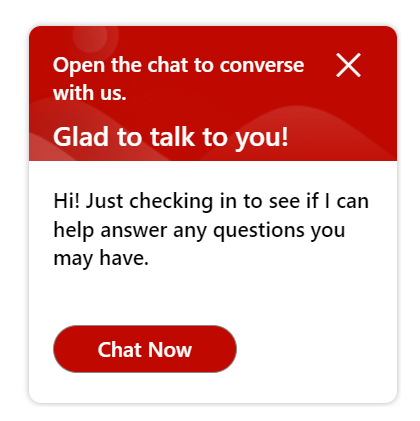 Open the chat to converse
with us.
Glad to talk to you!
Hi! Just checking in to see if I can
help answer any questions you
may have.
Chat Now